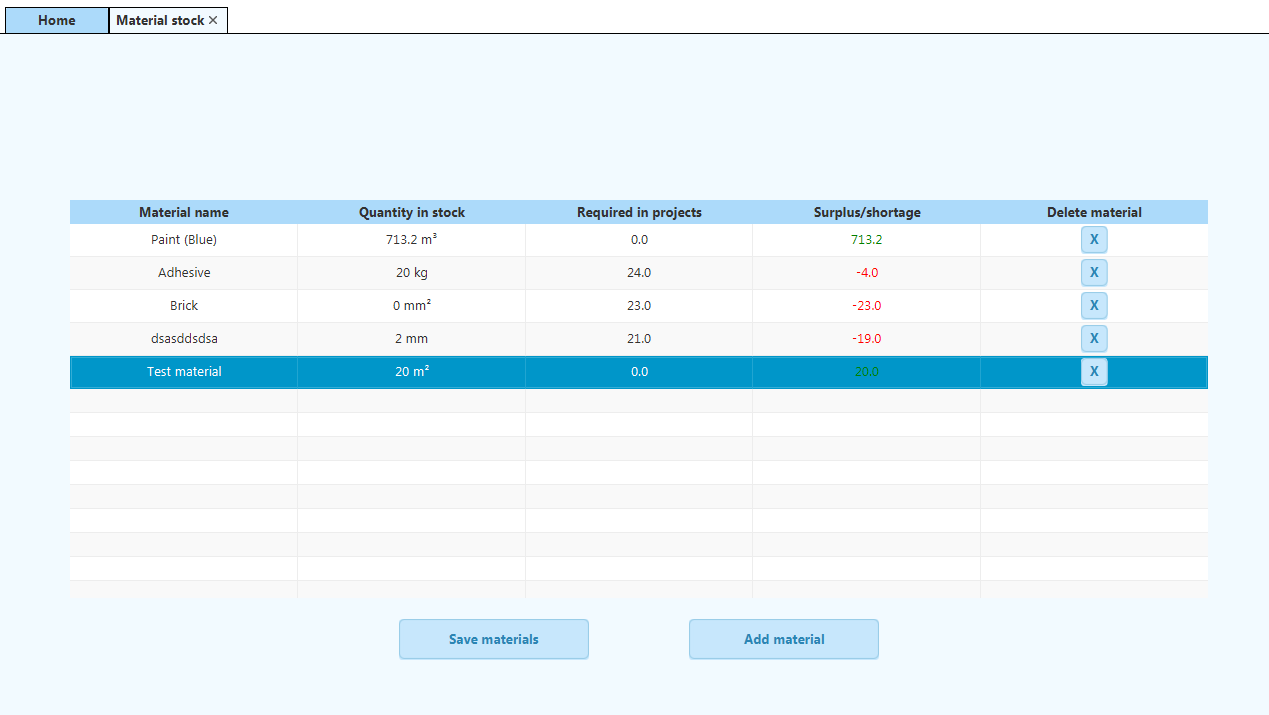 Home Material stock ✕
Material name Quantity in stock Required in projects Surplus/shortage Delete material
Paint (Blue) 713.2 m³ 0.0 713.2 X
Adhesive 20 kg 24.0 -4.0 X
Brick 0 mm² 23.0 -23.0 X
dsasddsdsa 2 mm 21.0 -19.0 X
Test material 20 m² 0.0 20.0 X
Save materials Add material